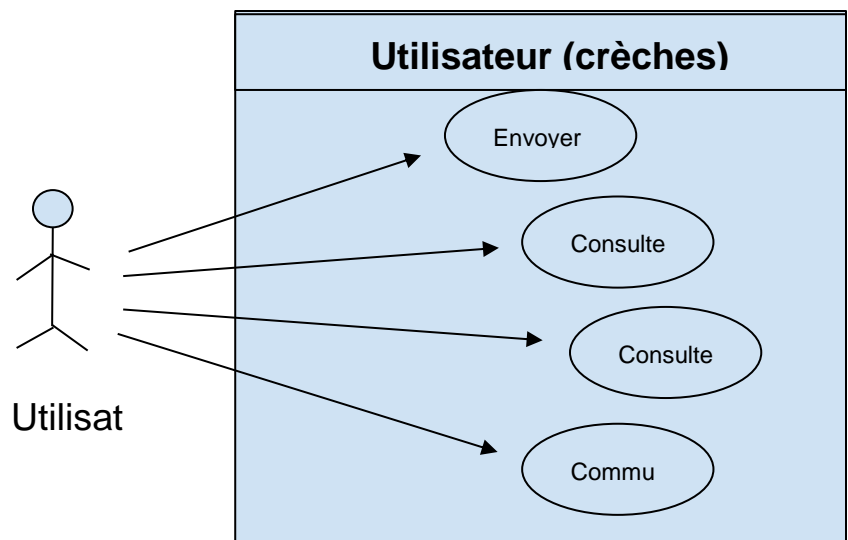 Utilisateur (crèches)
Envoyer
Consulte
Consulte
Commu
Utilisat